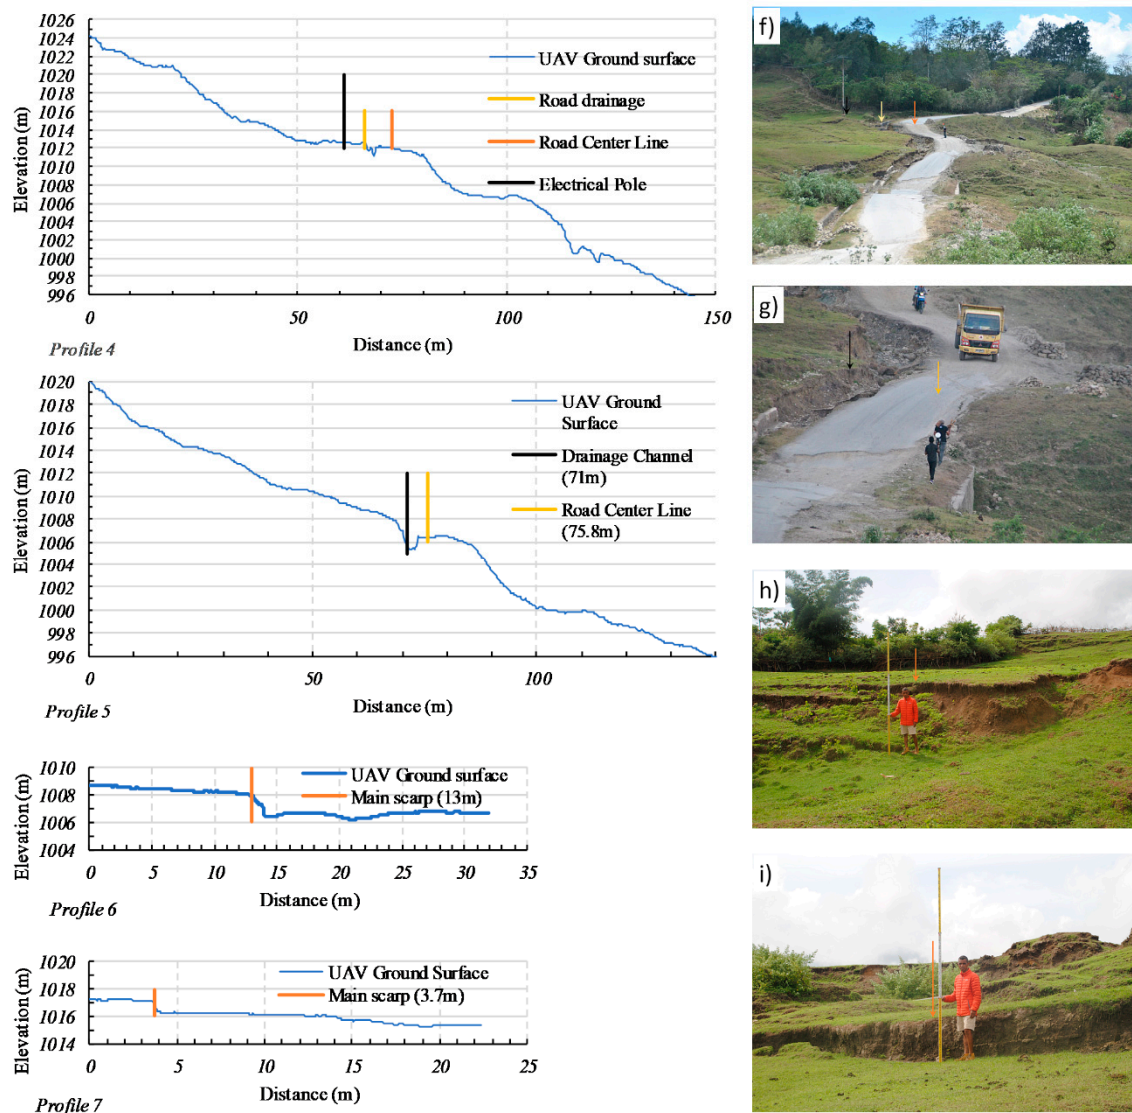 1026
1024
1022
1020
1018
1016
1014
1012
1010
1008
1006
1004
1002
1000
998
996
Elevation (m)
UAV Ground surface
Road drainage
Road Center Line
Electrical Pole
0 50 100 150
Distance (m)
Profile 4
f)
g)
1020
1018
1016
1014
1012
1010
1008
1006
1004
1002
1000
998
996
Elevation (m)
UAV Ground
Surface
Drainage Channel
(71m)
Road Center Line
(75.8m)
0 50 100
Distance (m)
Profile 5
h)
1010
1008
1006
1004
Elevation (m)
UAV Ground surface
Main scarp (13m)
0 5 10 15 20 25 30 35
Distance (m)
Profile 6
i)
1020
1018
1016
1014
Elevation (m)
UAV Ground Surface
Main scarp (3.7m)
0 5 10 15 20 25
Distance (m)
Profile 7